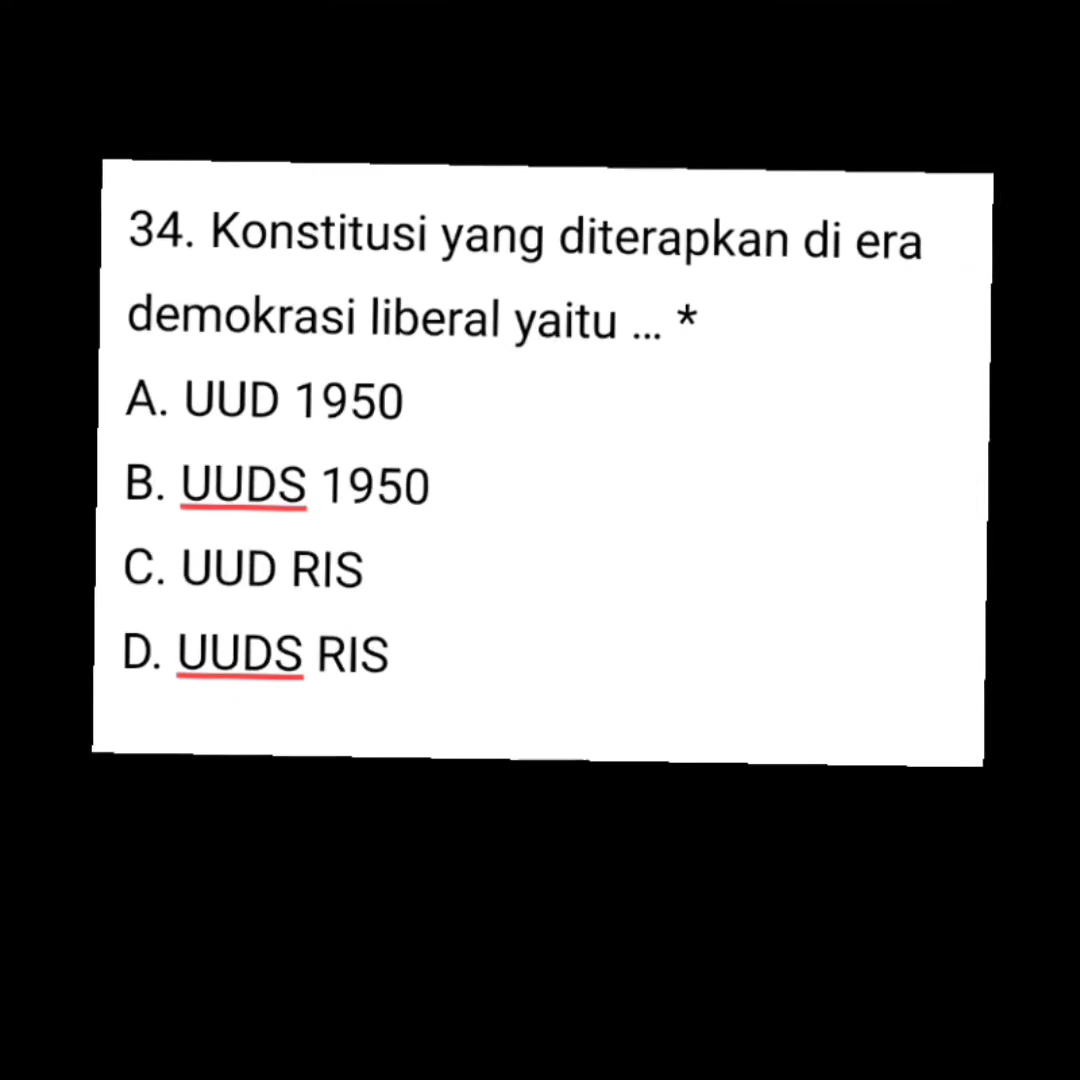 34. Konstitusi yang diterapkan di era
demokrasi liberal yaitu ... *
A. UUD 1950
B. UUDS 1950
C. UUD RIS
D. UUDS RIS